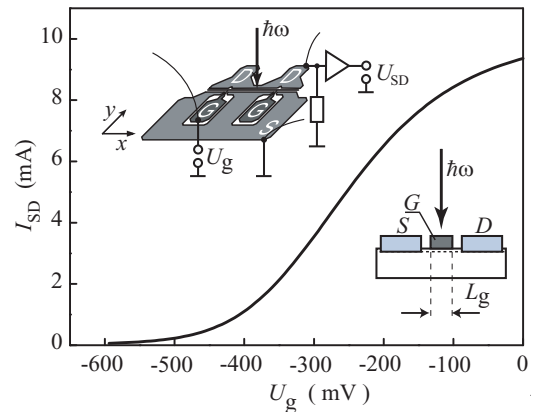 10
8
6
4
2
0
I_SD (mA)
ħω
D
D
U_SD
G
G
S
y
x
U_g
ħω
G
S
D
L_g
-600
-500
-400
-300
-200
-100
0
U_g ( mV )